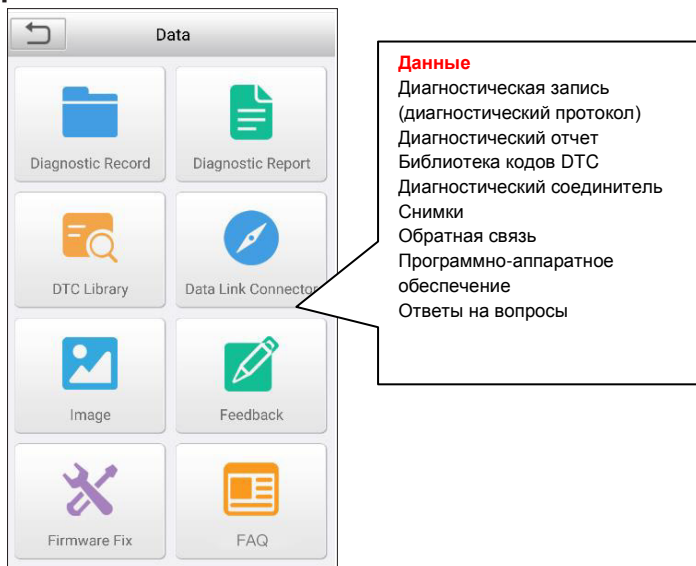 Data
Diagnostic Record
Diagnostic Report
DTC Library
Data Link Connector
Image
Feedback
Firmware Fix
FAQ
Данные
Диагностическая запись
(диагностический протокол)
Диагностический отчет
Библиотека кодов DTC
Диагностический соединитель
Снимки
Обратная связь
Программно-аппаратное
обеспечение
Ответы на вопросы